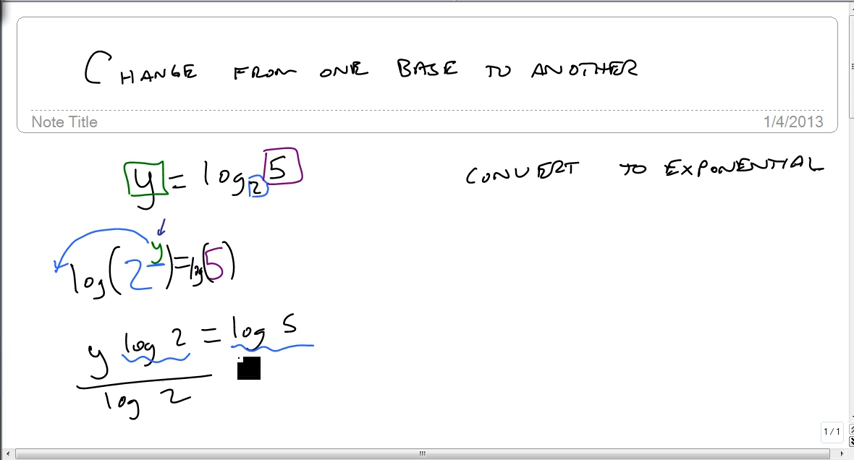 CHANGE FROM ONE BASE TO ANOTHER
Note Title
1/4/2013
y = log₂ 5
CONVERT TO EXPONENTIAL
log(2^y) = log(5)
y log 2 = log 5
log 2
1/1